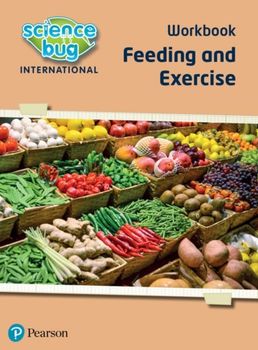 science
bug
INTERNATIONAL
Workbook
Feeding and
Exercise
Pearson